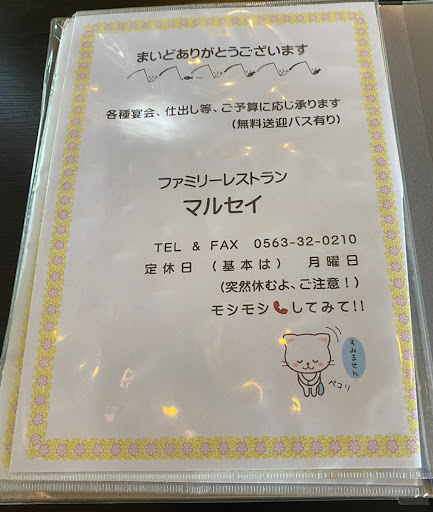 まいどありがとうございます
各種宴会、仕出し等、ご予算に応じ承ります
(無料送迎バス有り)
ファミリーレストラン
マルセイ
TEL & FAX 0563-32-0210
定休日 (基本は) 月曜日
(突然休むよ、ご注意!)
モシモシ📞してみて!!
すみません
ペコリ